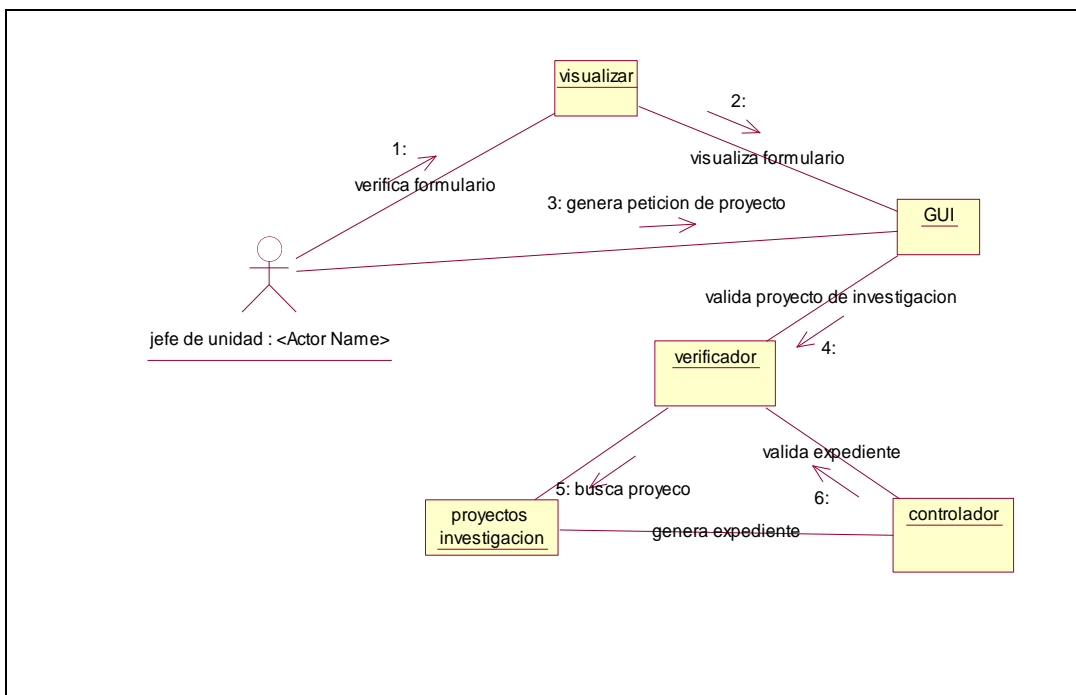 visualizar
2:
visualiza formulario
1:
verifica formulario
3: genera peticion de proyecto
GUI
jefe de unidad : <Actor Name>
valida proyecto de investigacion
4:
verificador
valida expediente
6:
5: busca proyeco
proyectos
investigacion
genera expediente
controlador